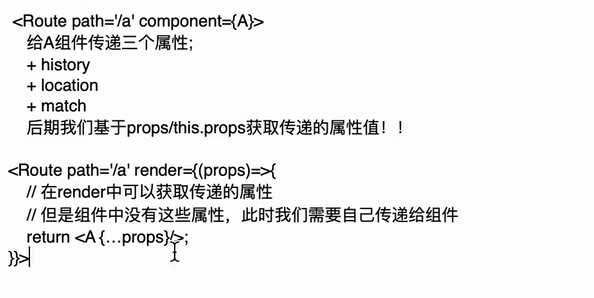 <Route path='/a' component={A}>
给A组件传递三个属性;
+ history
+ location
+ match
后期我们基于props/this.props获取传递的属性值！！
<Route path='/a' render={(props)=>{
// 在render中可以获取传递的属性
// 但是组件中没有这些属性，此时我们需要自己传递给组件
return <A {...props}/>;
}}>